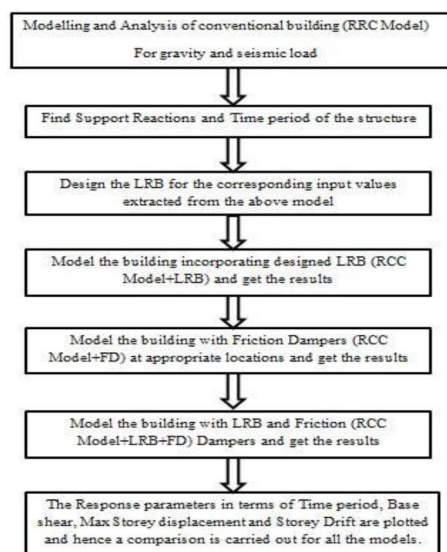 Modelling and Analysis of conventional building (RRC Model)
For gravity and seismic load
Find Support Reactions and Time period of the structure
Design the LRB for the corresponding input values
extracted from the above model
Model the building incorporating designed LRB (RCC
Model+LRB) and get the results
Model the building with Friction Dampers (RCC
Model+FD) at appropriate locations and get the results
Model the building with LRB and Friction (RCC
Model+LRB+FD) Dampers and get the results
The Response parameters in terms of Time period, Base
shear, Max Storey displacement and Storey Drift are plotted
and hence a comparison is carried out for all the models.